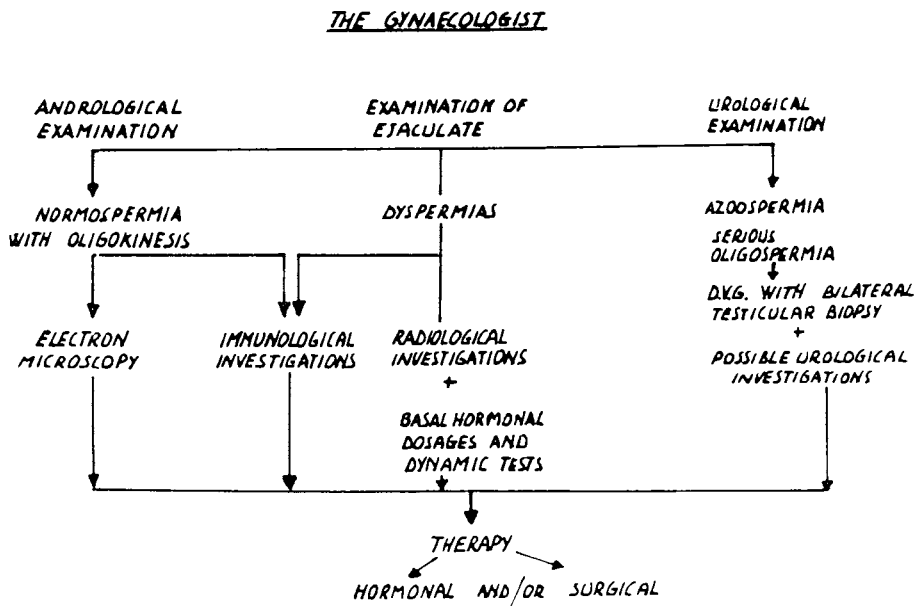 THE GYNAECOLOGIST
ANDROLOGICAL
EXAMINATION
EXAMINATION OF
EJACULATE
UROLOGICAL
EXAMINATION
NORMOSPERMIA
WITH OLIGOKINESIS
DYSPERMIAS
AZOOSPERMIA
SERIOUS
OLIGOSPERMIA
D.V.G. WITH BILATERAL
TESTICULAR BIOPSY
+
POSSIBLE UROLOGICAL
INVESTIGATIONS
ELECTRON
MICROSCOPY
IMMUNOLOGICAL
INVESTIGATIONS
RADIOLOGICAL
INVESTIGATIONS
+
BASAL HORMONAL
DOSAGES AND
DYNAMIC TESTS
THERAPY
HORMONAL AND/OR SURGICAL